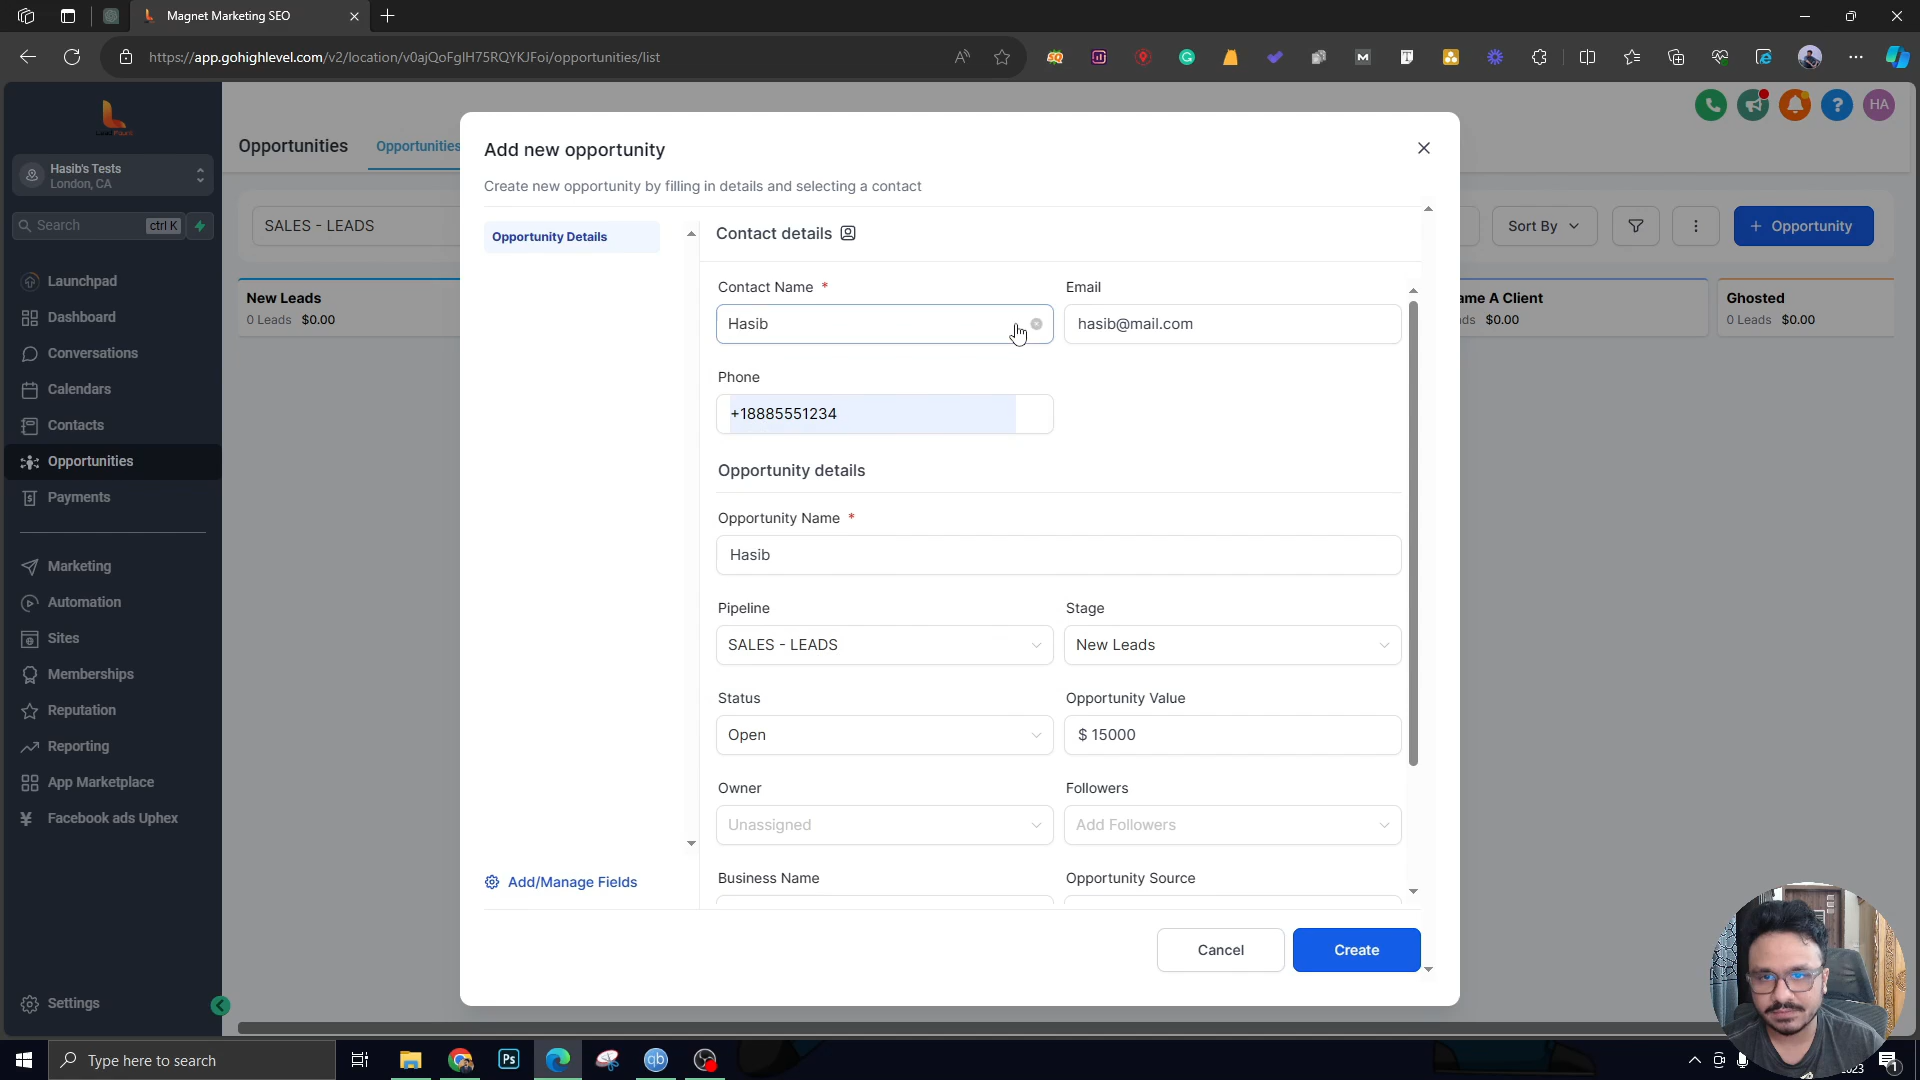 Magnet Marketing SEO
https://app.gohighlevel.com/v2/location/v0ajQoFglH75RQYKJFoi/opportunities/list
HA
Hasib's Tests
London, CA
Search
ctrl K
Launchpad
Dashboard
Conversations
Calendars
Contacts
Opportunities
Payments
Marketing
Automation
Sites
Memberships
Reputation
Reporting
App Marketplace
Facebook ads Uphex
Settings
Opportunities
Opportunities
SALES - LEADS
Sort By
+ Opportunity
New Leads
0 Leads $0.00
ame A Client
ds $0.00
Ghosted
0 Leads $0.00
Add new opportunity
Create new opportunity by filling in details and selecting a contact
Opportunity Details
Add/Manage Fields
Contact details
Contact Name *
Email
Hasib
hasib@mail.com
Phone
+18885551234
Opportunity details
Opportunity Name *
Hasib
Pipeline
Stage
SALES - LEADS
New Leads
Status
Opportunity Value
Open
$ 15000
Owner
Followers
Unassigned
Add Followers
Business Name
Opportunity Source
Cancel
Create
Type here to search
Ps
qb